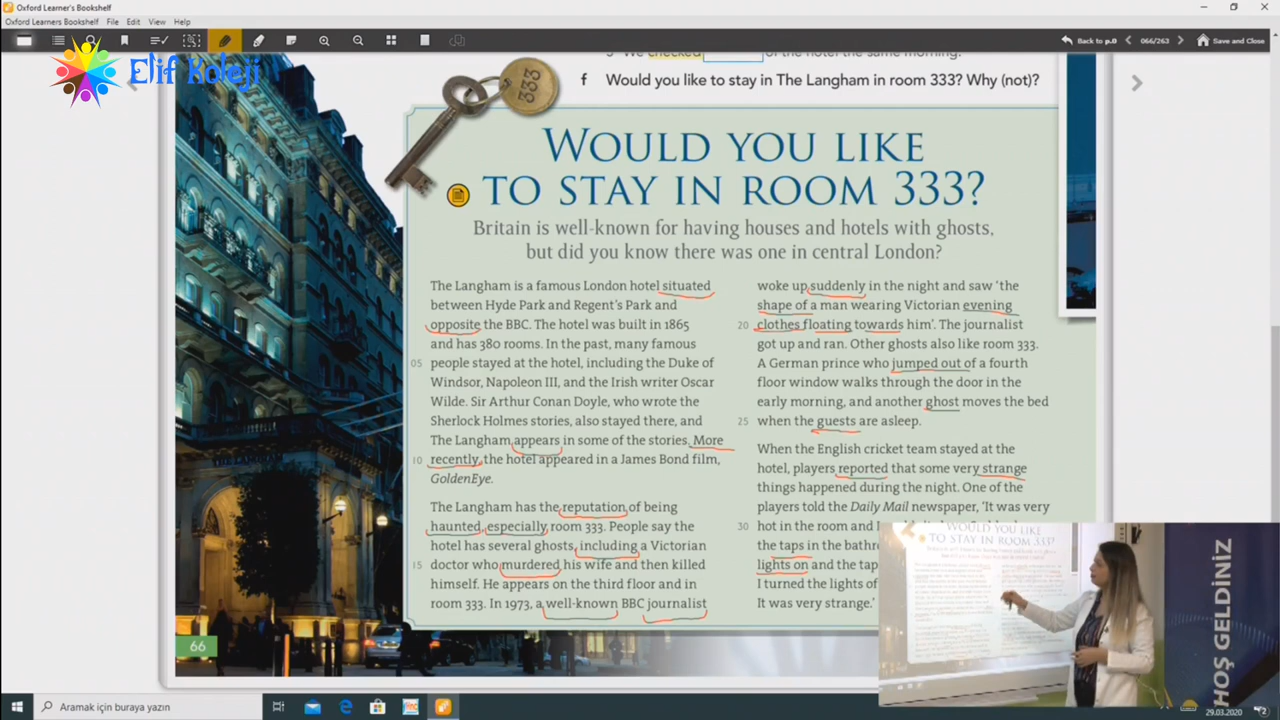 Oxford Learner's Bookshelf
Oxford Learners Bookshelf File Edit View Help
Back to p.0
066/263
Save and Close
Elif Koleji
of the hotel the same morning.
f Would you like to stay in The Langham in room 333? Why (not)?
333
WOULD YOU LIKE
TO STAY IN ROOM 333?
Britain is well-known for having houses and hotels with ghosts,
but did you know there was one in central London?
The Langham is a famous London hotel situated
between Hyde Park and Regent's Park and
opposite the BBC. The hotel was built in 1865
and has 380 rooms. In the past, many famous
05 people stayed at the hotel, including the Duke of
Windsor, Napoleon III, and the Irish writer Oscar
Wilde. Sir Arthur Conan Doyle, who wrote the
Sherlock Holmes stories, also stayed there, and
The Langham appears in some of the stories. More
10 recently, the hotel appeared in a James Bond film,
GoldenEye.
The Langham has the reputation of being
haunted, especially room 333. People say the
hotel has several ghosts, including a Victorian
15 doctor who murdered his wife and then killed
himself. He appears on the third floor and in
room 333. In 1973, a well-known BBC journalist
woke up suddenly in the night and saw 'the
shape of a man wearing Victorian evening
20 clothes floating towards him'. The journalist
got up and ran. Other ghosts also like room 333.
A German prince who jumped out of a fourth
floor window walks through the door in the
early morning, and another ghost moves the bed
25 when the guests are asleep.
When the English cricket team stayed at the
hotel, players reported that some very strange
things happened during the night. One of the
players told the Daily Mail newspaper, 'It was very
30 hot in the room and I
the taps in the bathr
lights on and the tap
I turned the lights of
It was very strange.'
66
WOULD YOU LIKE
TO STAY IN ROOM 333?
HOŞ GELDİNİZ
Aramak için buraya yazın
29.03.2020